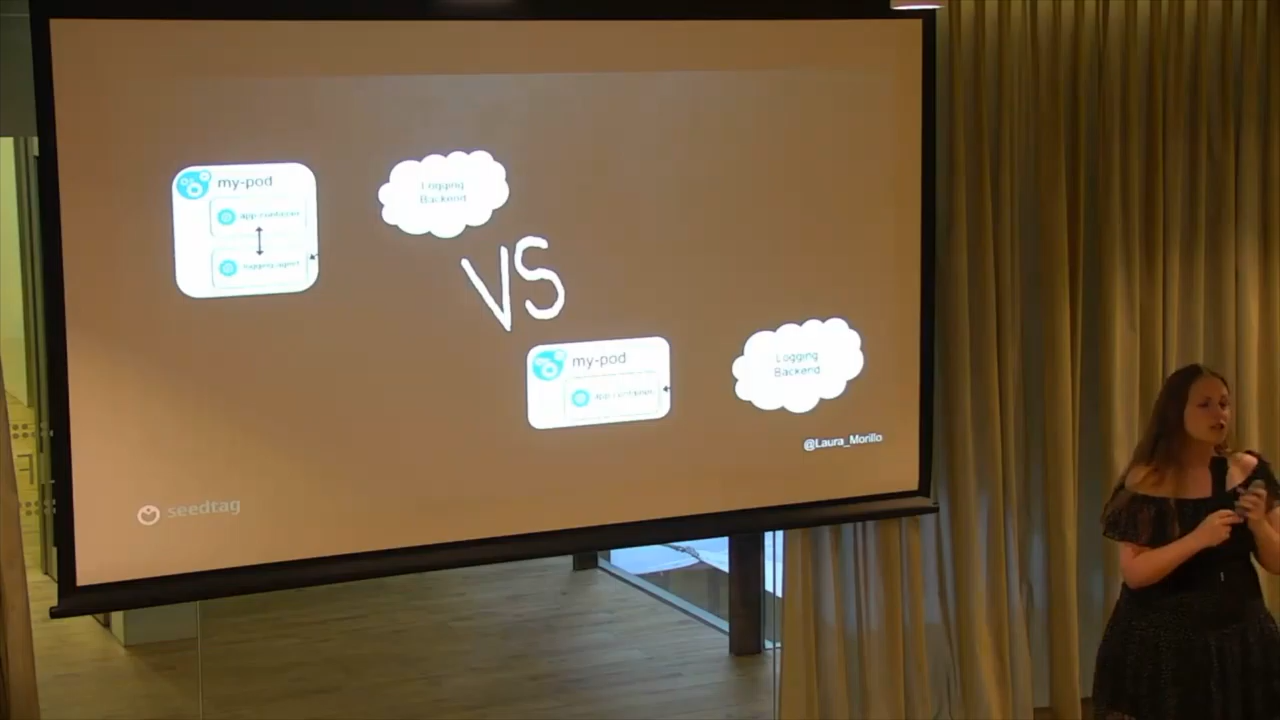 my-pod
app-container
logging-agent
Logging
Backend
VS
my-pod
app-container
Logging
Backend
@Laura_Morillo
seedtag